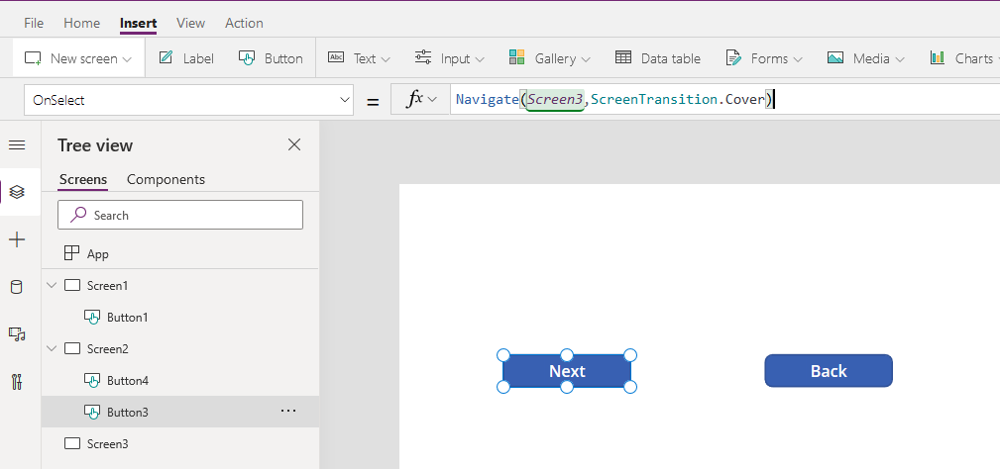 File Home Insert View Action
New screen Label Button Text Input Gallery Data table Forms Media Charts
OnSelect = fx Navigate(Screen3,ScreenTransition.Cover)
Tree view
Screens Components
Search
App
Screen1
Button1
Screen2
Button4
Button3 ...
Screen3
Next Back